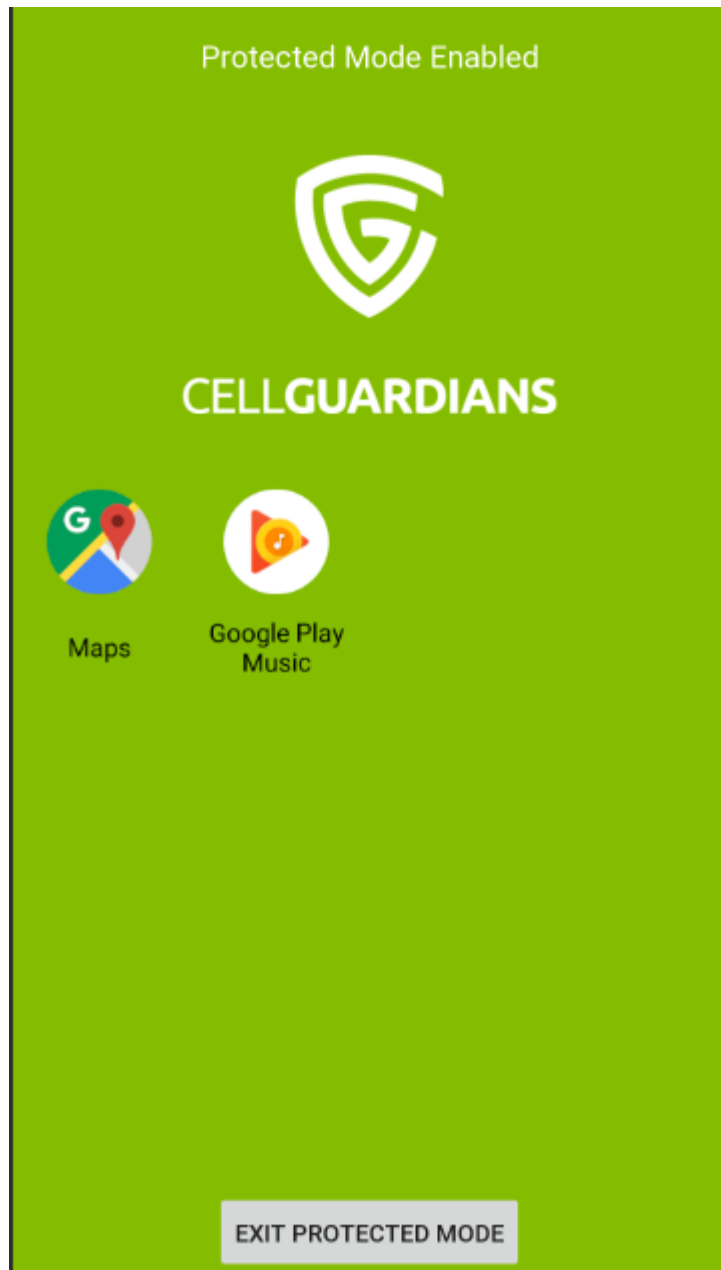 Protected Mode Enabled
CELLGUARDIANS
Maps
Google Play
Music
EXIT PROTECTED MODE